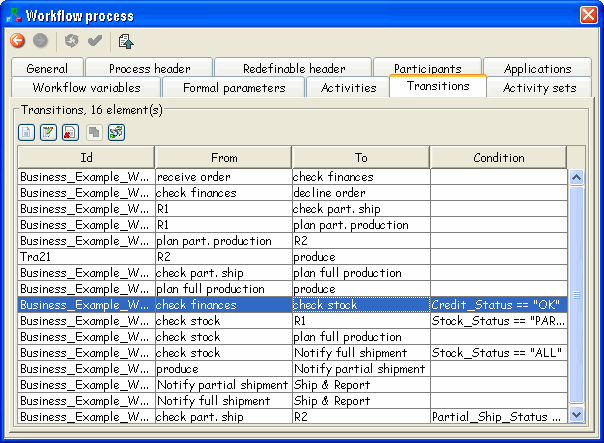 Workflow process
General Process header Redefinable header Participants Applications
Workflow variables Formal parameters Activities Transitions Activity sets
Transitions, 16 element(s)
Id From To Condition
Business_Example_W... receive order check finances
Business_Example_W... check finances decline order
Business_Example_W... R1 check part. ship
Business_Example_W... R1 plan part. production
Business_Example_W... plan part. production R2
Tra21 R2 produce
Business_Example_W... check part. ship plan full production
Business_Example_W... plan full production produce
Business_Example_W... check finances check stock Credit_Status == "OK"
Business_Example_W... check stock R1 Stock_Status == "PAR...
Business_Example_W... check stock plan full production
Business_Example_W... check stock Notify full shipment Stock_Status == "ALL"
Business_Example_W... produce Notify partial shipment
Business_Example_W... Notify partial shipment Ship & Report
Business_Example_W... Notify full shipment Ship & Report
Business_Example_W... check part. ship R2 Partial_Ship_Status ...